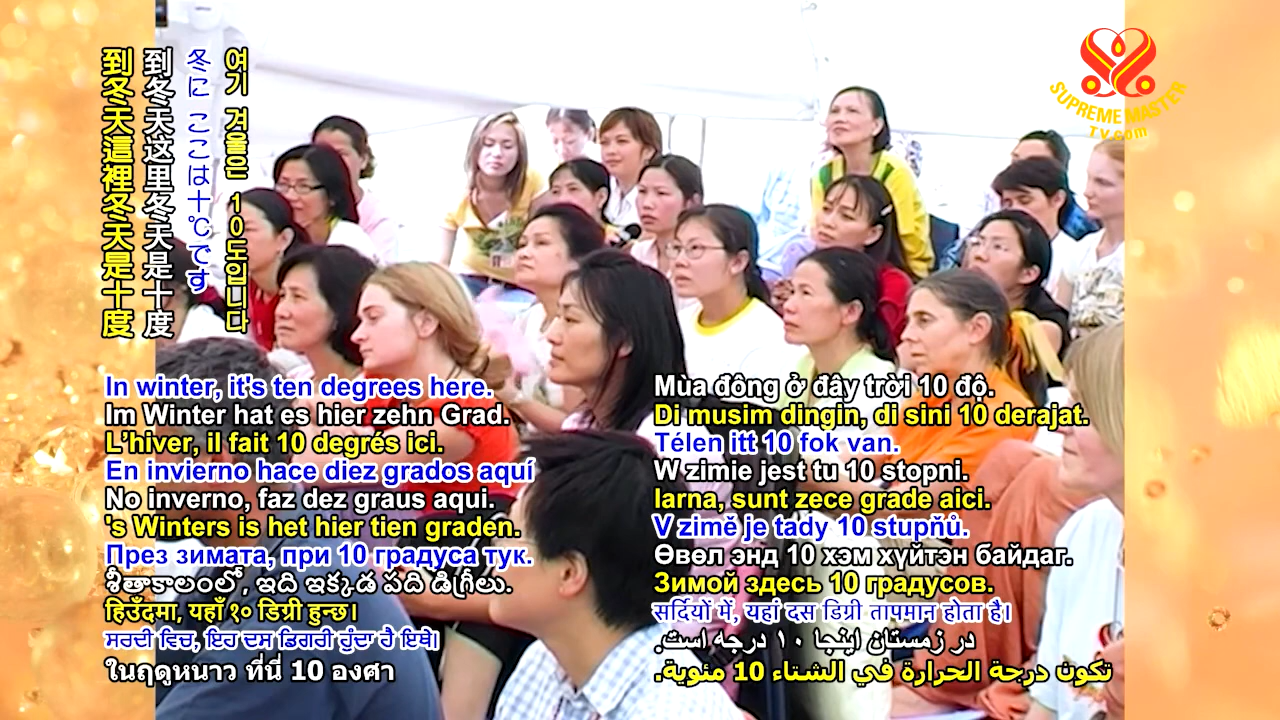 여기 겨울은 10도입니다
冬に ここは十℃です
到冬天这里冬天是十度
到冬天這裡冬天是十度
SUPREME MASTER
TV.com
In winter, it's ten degrees here.
Im Winter hat es hier zehn Grad.
L'hiver, il fait 10 degrés ici.
En invierno hace diez grados aquí
No inverno, faz dez graus aqui.
's Winters is het hier tien graden.
През зимата, при 10 градуса тук.
శీతాకాలంలో, ఇది ఇక్కడ పది డిగ్రీలు.
हिउँदमा, यहाँ १० डिग्री हुन्छ।
ਸਰਦੀ ਵਿਚ, ਇਹ ਦਸ ਡਿਗਰੀ ਹੁੰਦਾ ਹੈ ਇਥੇ।
ในฤดูหนาว ที่นี่ 10 องศา
Mùa đông ở đây trời 10 độ.
Di musim dingin, di sini 10 derajat.
Télen itt 10 fok van.
W zimie jest tu 10 stopni.
Iarna, sunt zece grade aici.
V zimě je tady 10 stupňů.
Өвөл энд 10 хэм хүйтэн байдаг.
Зимой здесь 10 градусов.
सर्दियों में, यहां दस डिग्री तापमान होता है।
در زمستان اینجا ۱۰ درجه است.
تكون درجة الحرارة في الشتاء 10 مئوية.